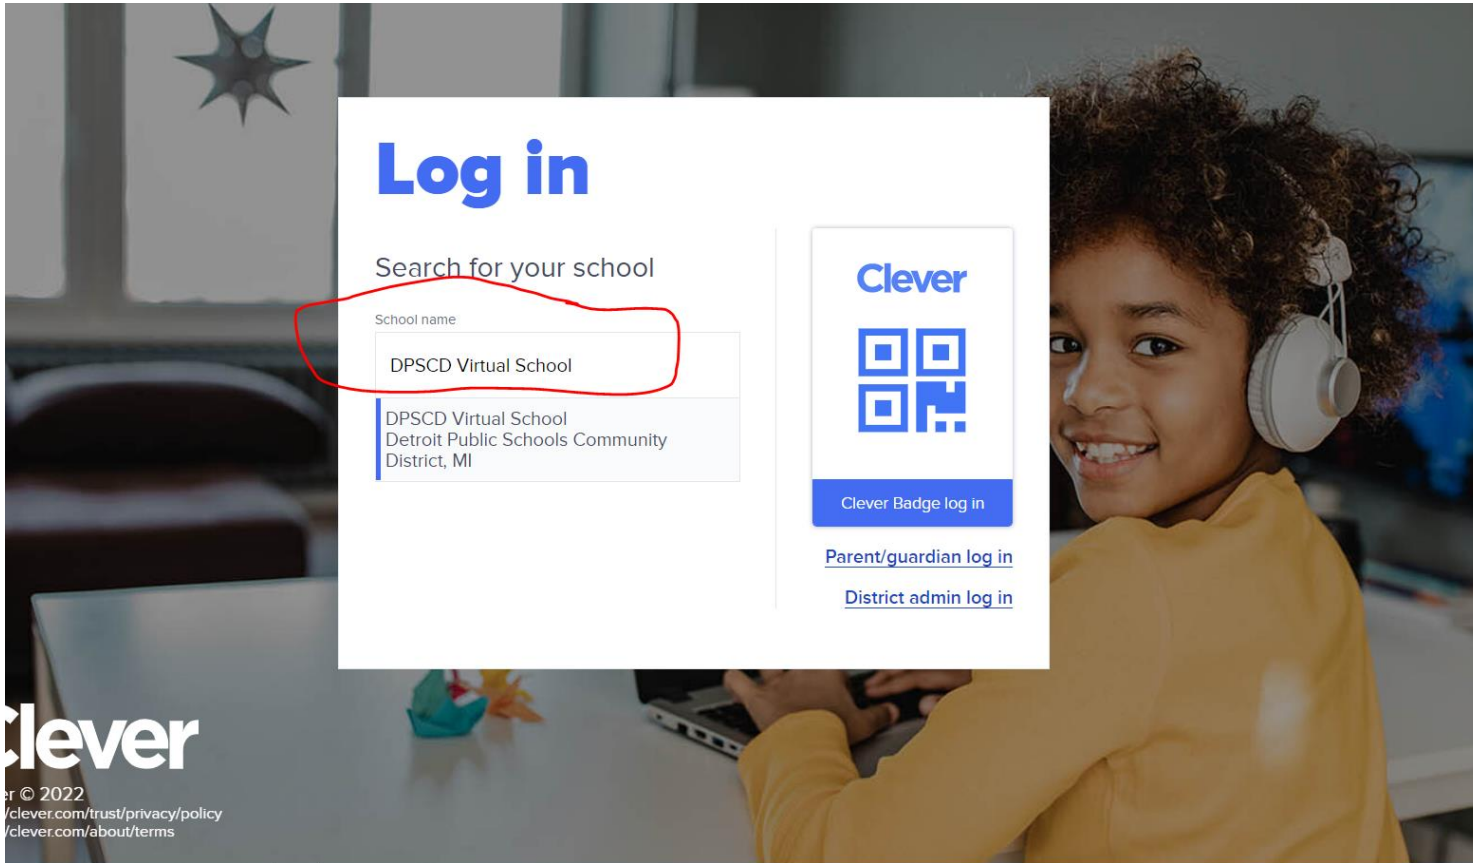 Log in
Search for your school
School name
DPSCD Virtual School
DPSCD Virtual School
Detroit Public Schools Community
District, MI
Clever
Clever Badge log in
Parent/guardian log in
District admin log in
Clever
er © 2022
/clever.com/trust/privacy/policy
/clever.com/about/terms